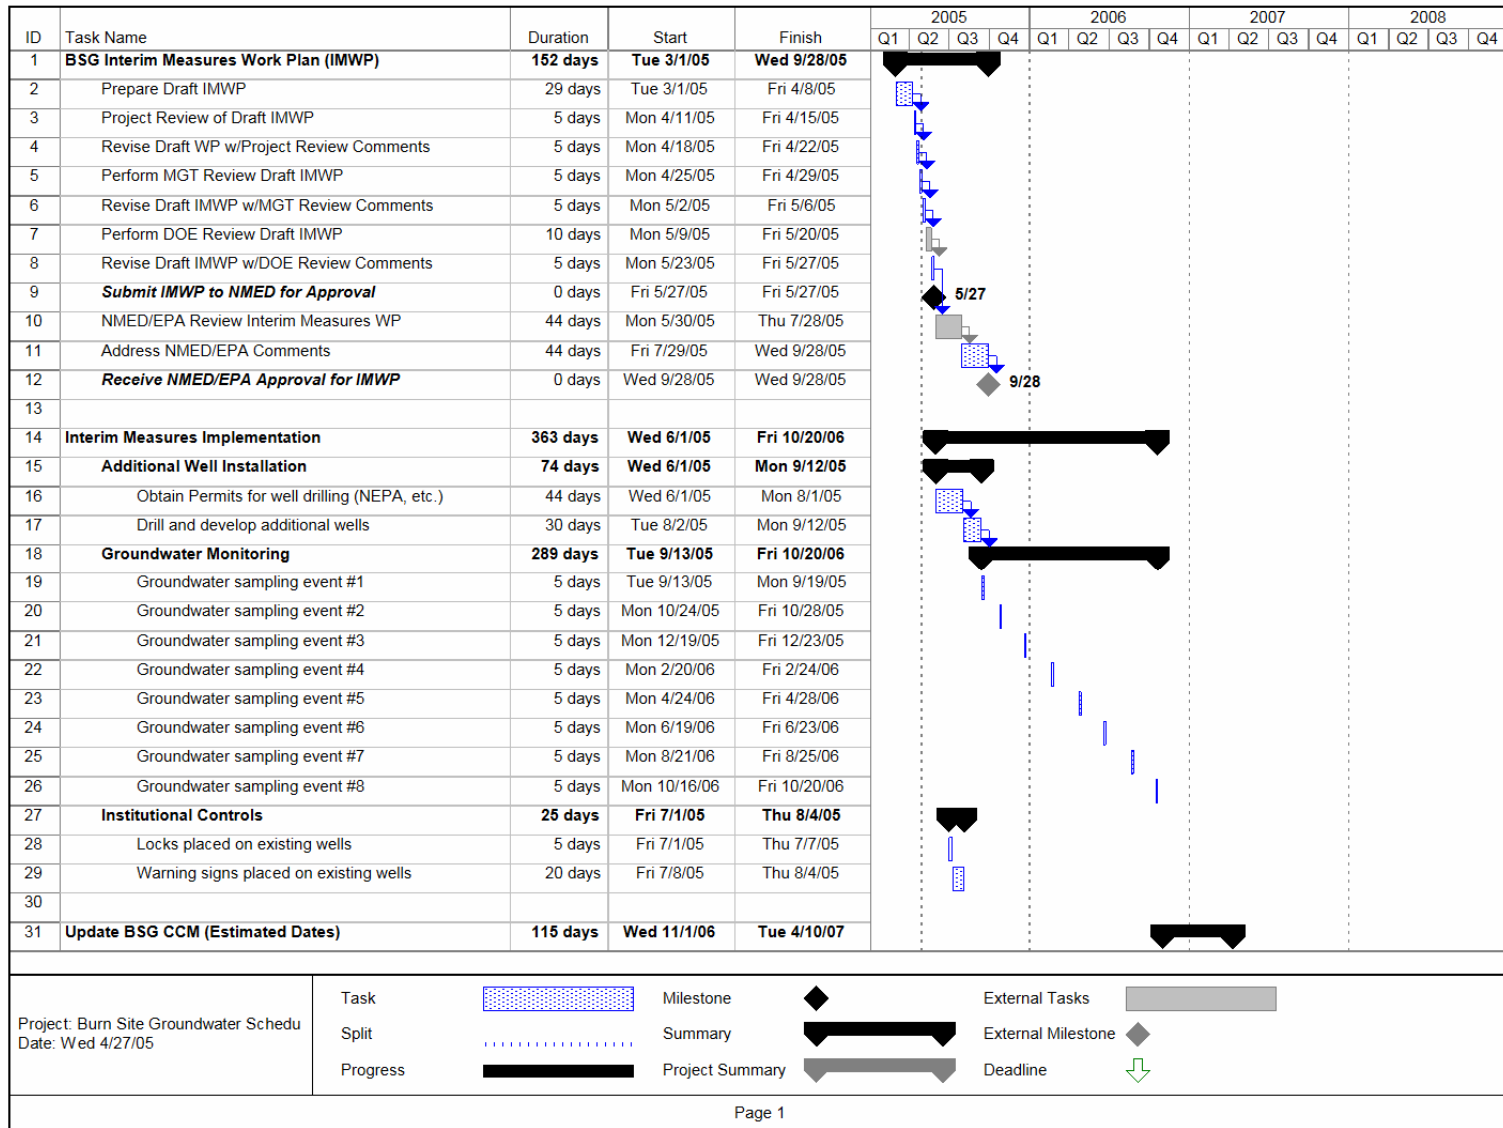 2005 2006 2007 2008
ID Task Name Duration Start Finish Q1 Q2 Q3 Q4 Q1 Q2 Q3 Q4 Q1 Q2 Q3 Q4 Q1 Q2 Q3 Q4
1 BSG Interim Measures Work Plan (IMWP) 152 days Tue 3/1/05 Wed 9/28/05
2 Prepare Draft IMWP 29 days Tue 3/1/05 Fri 4/8/05
3 Project Review of Draft IMWP 5 days Mon 4/11/05 Fri 4/15/05
4 Revise Draft WP w/Project Review Comments 5 days Mon 4/18/05 Fri 4/22/05
5 Perform MGT Review Draft IMWP 5 days Mon 4/25/05 Fri 4/29/05
6 Revise Draft IMWP w/MGT Review Comments 5 days Mon 5/2/05 Fri 5/6/05
7 Perform DOE Review Draft IMWP 10 days Mon 5/9/05 Fri 5/20/05
8 Revise Draft IMWP w/DOE Review Comments 5 days Mon 5/23/05 Fri 5/27/05
9 Submit IMWP to NMED for Approval 0 days Fri 5/27/05 Fri 5/27/05 5/27
10 NMED/EPA Review Interim Measures WP 44 days Mon 5/30/05 Thu 7/28/05
11 Address NMED/EPA Comments 44 days Fri 7/29/05 Wed 9/28/05
12 Receive NMED/EPA Approval for IMWP 0 days Wed 9/28/05 Wed 9/28/05 9/28
13
14 Interim Measures Implementation 363 days Wed 6/1/05 Fri 10/20/06
15 Additional Well Installation 74 days Wed 6/1/05 Mon 9/12/05
16 Obtain Permits for well drilling (NEPA, etc.) 44 days Wed 6/1/05 Mon 8/1/05
17 Drill and develop additional wells 30 days Tue 8/2/05 Mon 9/12/05
18 Groundwater Monitoring 289 days Tue 9/13/05 Fri 10/20/06
19 Groundwater sampling event #1 5 days Tue 9/13/05 Mon 9/19/05
20 Groundwater sampling event #2 5 days Mon 10/24/05 Fri 10/28/05
21 Groundwater sampling event #3 5 days Mon 12/19/05 Fri 12/23/05
22 Groundwater sampling event #4 5 days Mon 2/20/06 Fri 2/24/06
23 Groundwater sampling event #5 5 days Mon 4/24/06 Fri 4/28/06
24 Groundwater sampling event #6 5 days Mon 6/19/06 Fri 6/23/06
25 Groundwater sampling event #7 5 days Mon 8/21/06 Fri 8/25/06
26 Groundwater sampling event #8 5 days Mon 10/16/06 Fri 10/20/06
27 Institutional Controls 25 days Fri 7/1/05 Thu 8/4/05
28 Locks placed on existing wells 5 days Fri 7/1/05 Thu 7/7/05
29 Warning signs placed on existing wells 20 days Fri 7/8/05 Thu 8/4/05
30
31 Update BSG CCM (Estimated Dates) 115 days Wed 11/1/06 Tue 4/10/07
Project: Burn Site Groundwater Schedu
Date: Wed 4/27/05
Task Milestone External Tasks
Split Summary External Milestone
Progress Project Summary Deadline
Page 1